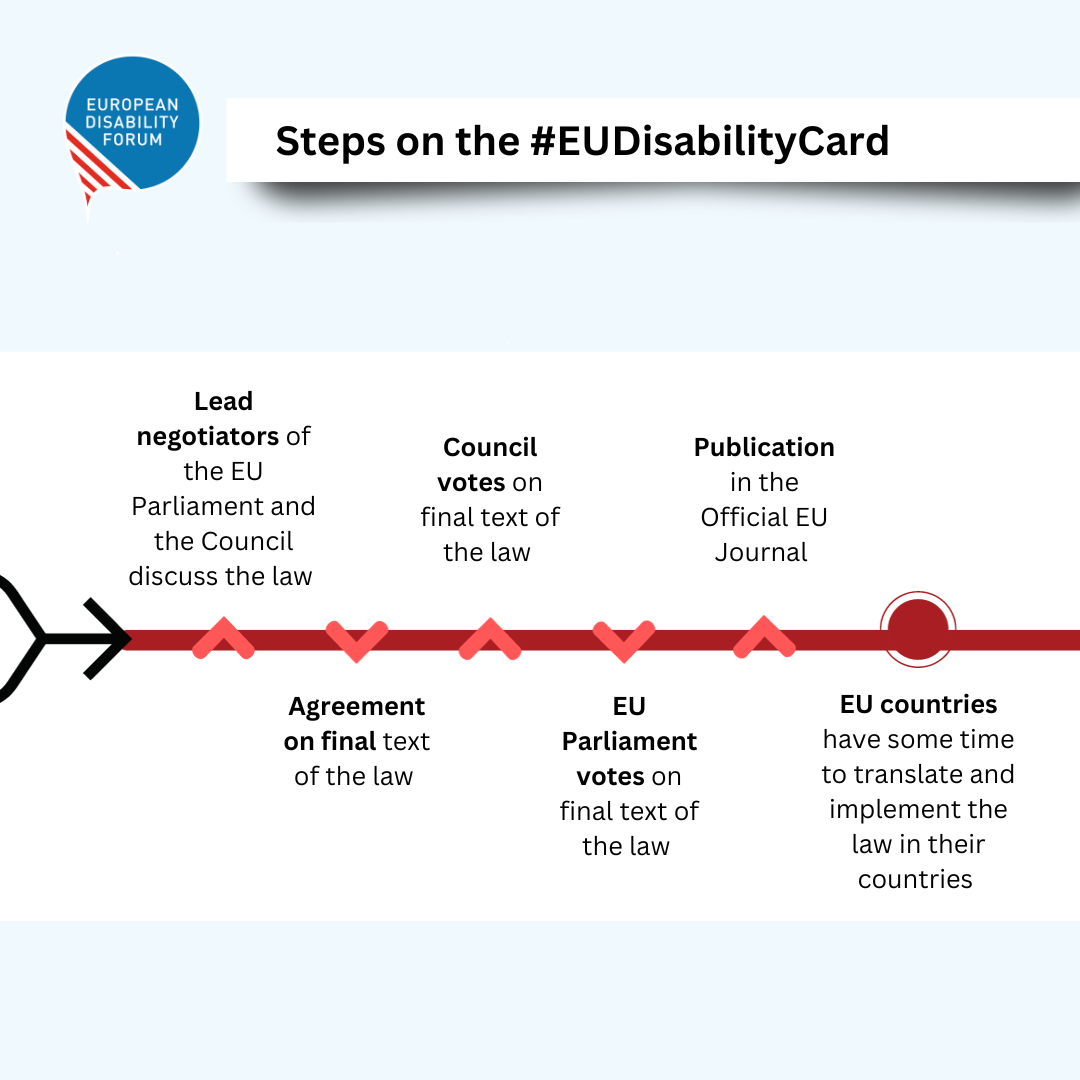 EUROPEAN
DISABILITY
FORUM
Steps on the #EUDisabilityCard
Lead
negotiators of
the EU
Parliament and
the Council
discuss the law
Agreement
on final text
of the law
Council
votes on
final text of
the law
EU
Parliament
votes on
final text of
the law
Publication
in the
Official EU
Journal
EU countries
have some time
to translate and
implement the
law in their
countries